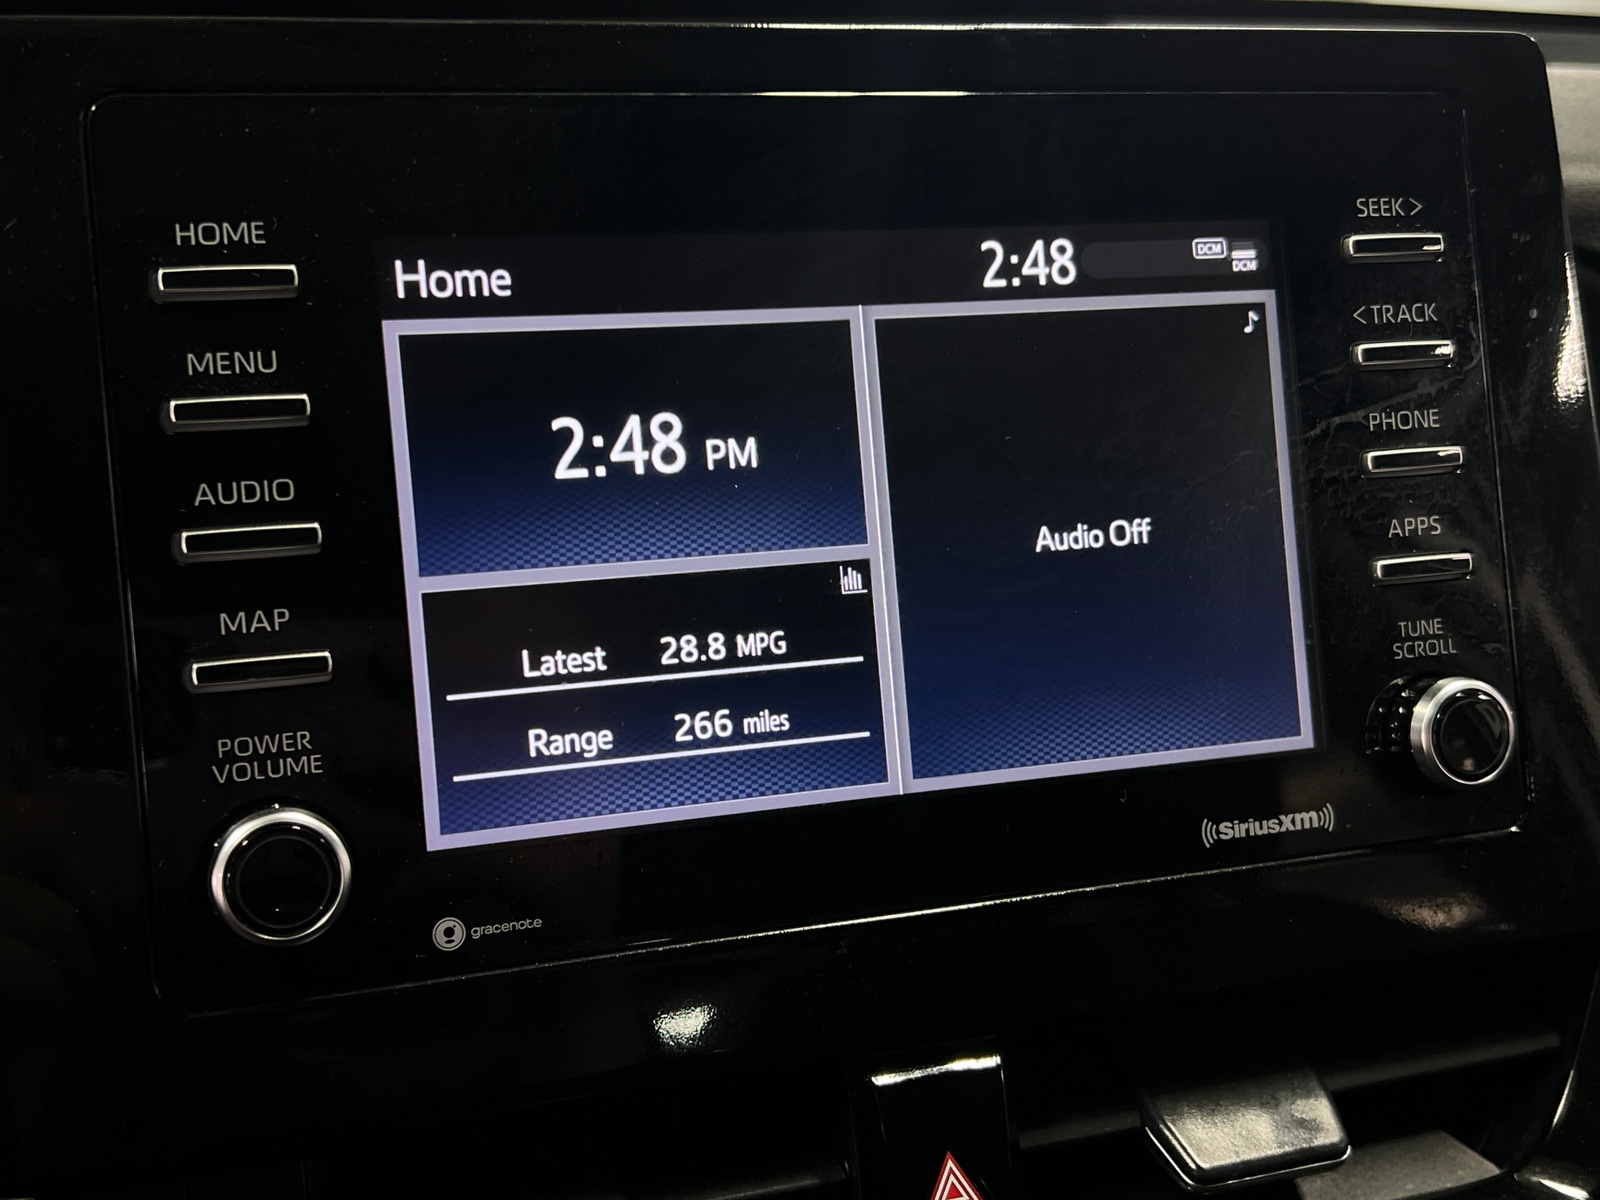 HOME
MENU
AUDIO
MAP
POWER
VOLUME
Home
2:48
DCM
DCM
2:48 PM
Latest 28.8 MPG
Range 266 miles
Audio Off
SEEK >
< TRACK
PHONE
APPS
TUNE
SCROLL
gracenote
SiriusXM